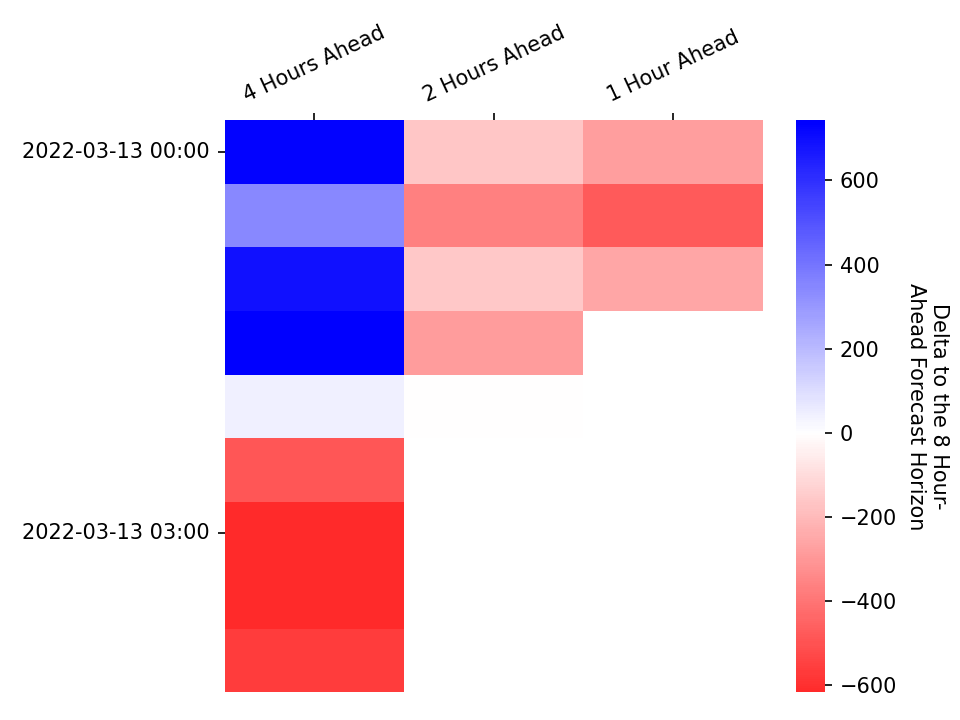 4 Hours Ahead
2 Hours Ahead
1 Hour Ahead
2022-03-13 00:00
2022-03-13 03:00
600
400
200
0
−200
−400
−600
Delta to the 8 Hour-
Ahead Forecast Horizon